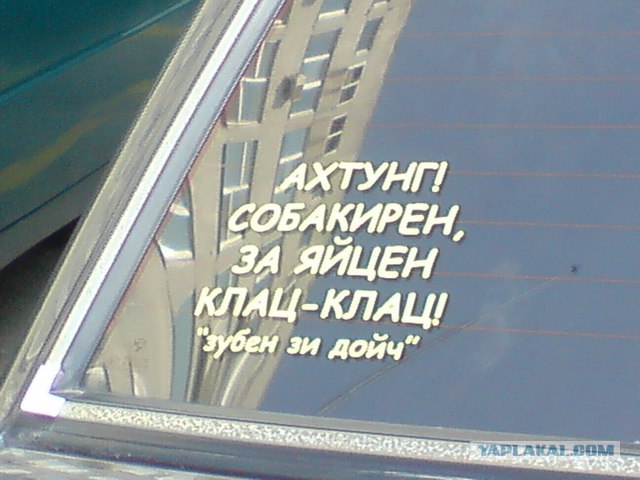 АХТУНГ!
СОБАКИРЕН,
ЗА ЯЙЦЕН
КЛАЦ-КЛАЦ!
"зубен зи дойч"
YAPLAKAL.COM